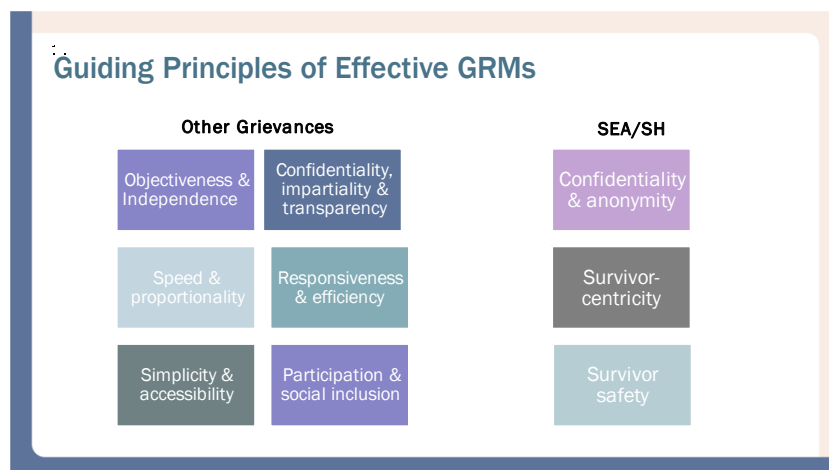 Guiding Principles of Effective GRMs
Other Grievances
SEA/SH
Objectiveness &
Independence
Confidentiality,
impartiality &
transparency
Confidentiality
& anonymity
Speed &
proportionality
Responsiveness
& efficiency
Survivor-
centricity
Simplicity &
accessibility
Participation &
social inclusion
Survivor
safety